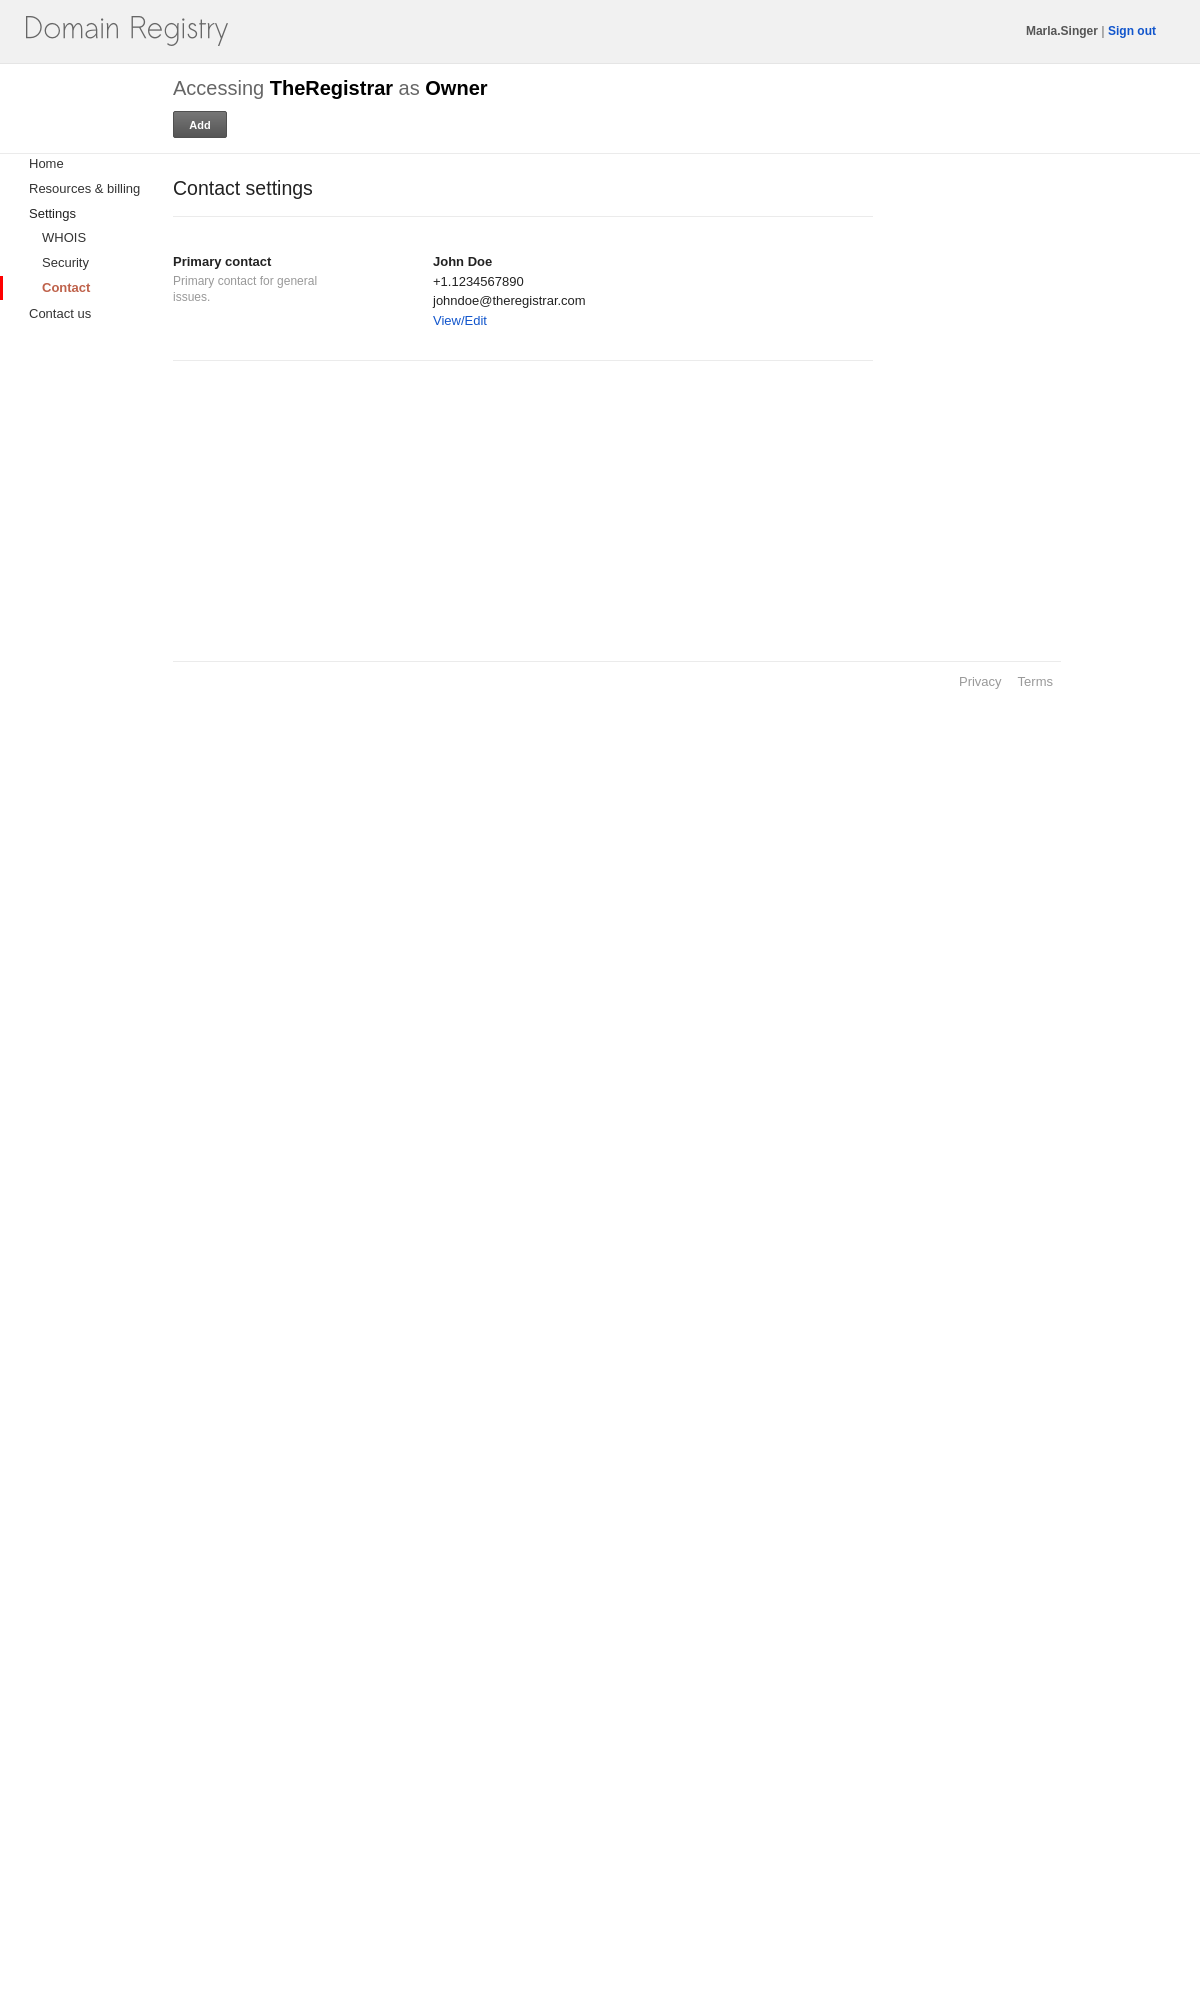 Domain Registry
Marla.Singer | Sign out
Accessing TheRegistrar as Owner
Add
Home
Resources & billing
Settings
WHOIS
Security
Contact
Contact us
Contact settings
Primary contact
Primary contact for general
issues.
John Doe
+1.1234567890
johndoe@theregistrar.com
View/Edit
Privacy Terms